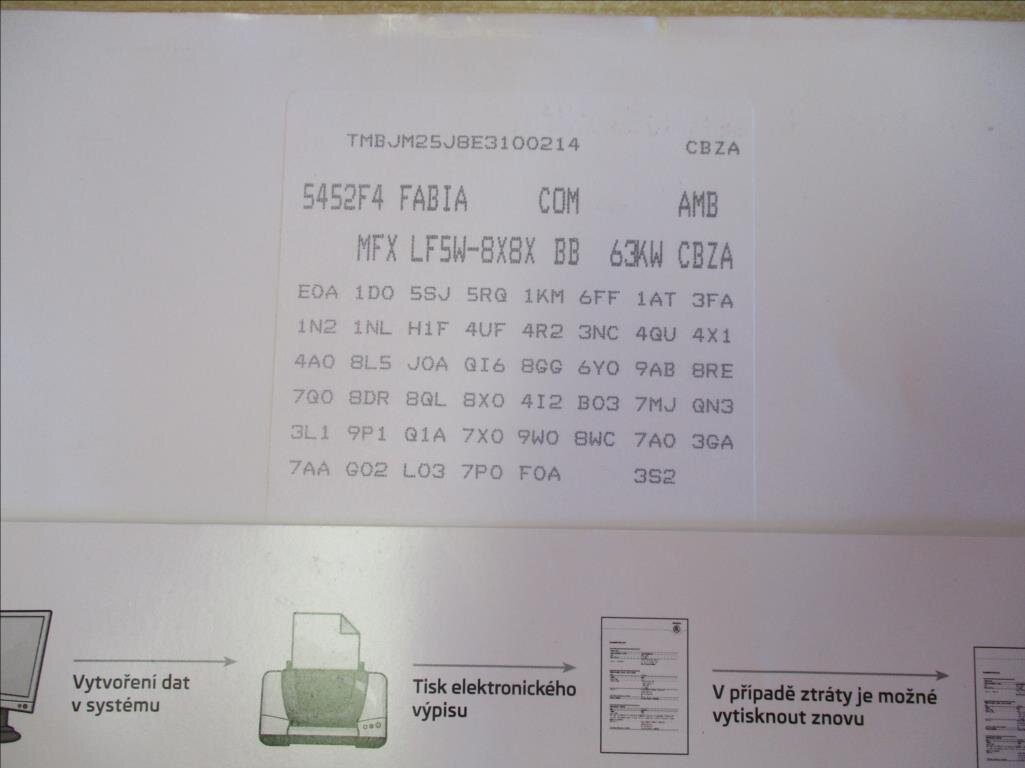 TMBJM25J8E3100214 CBZA
5452F4 FABIA COM AMB
MFX LF5W-8X8X BB 63KW CBZA
E0A 1D0 5SJ 5RQ 1KM 6FF 1AT 3FA
1N2 1NL H1F 4UF 4R2 3NC 4QU 4X1
4A0 8L5 J0A QI6 8GG 6Y0 9AB 8RE
7Q0 8DR 8QL 8X0 4I2 B03 7MJ QN3
3L1 9P1 Q1A 7X0 9W0 8WC 7A0 3GA
7AA G02 L03 7P0 F0A 3S2
Vytvoření dat
v systému
Tisk elektronického
výpisu
V případě ztráty je možné
vytisknout znovu